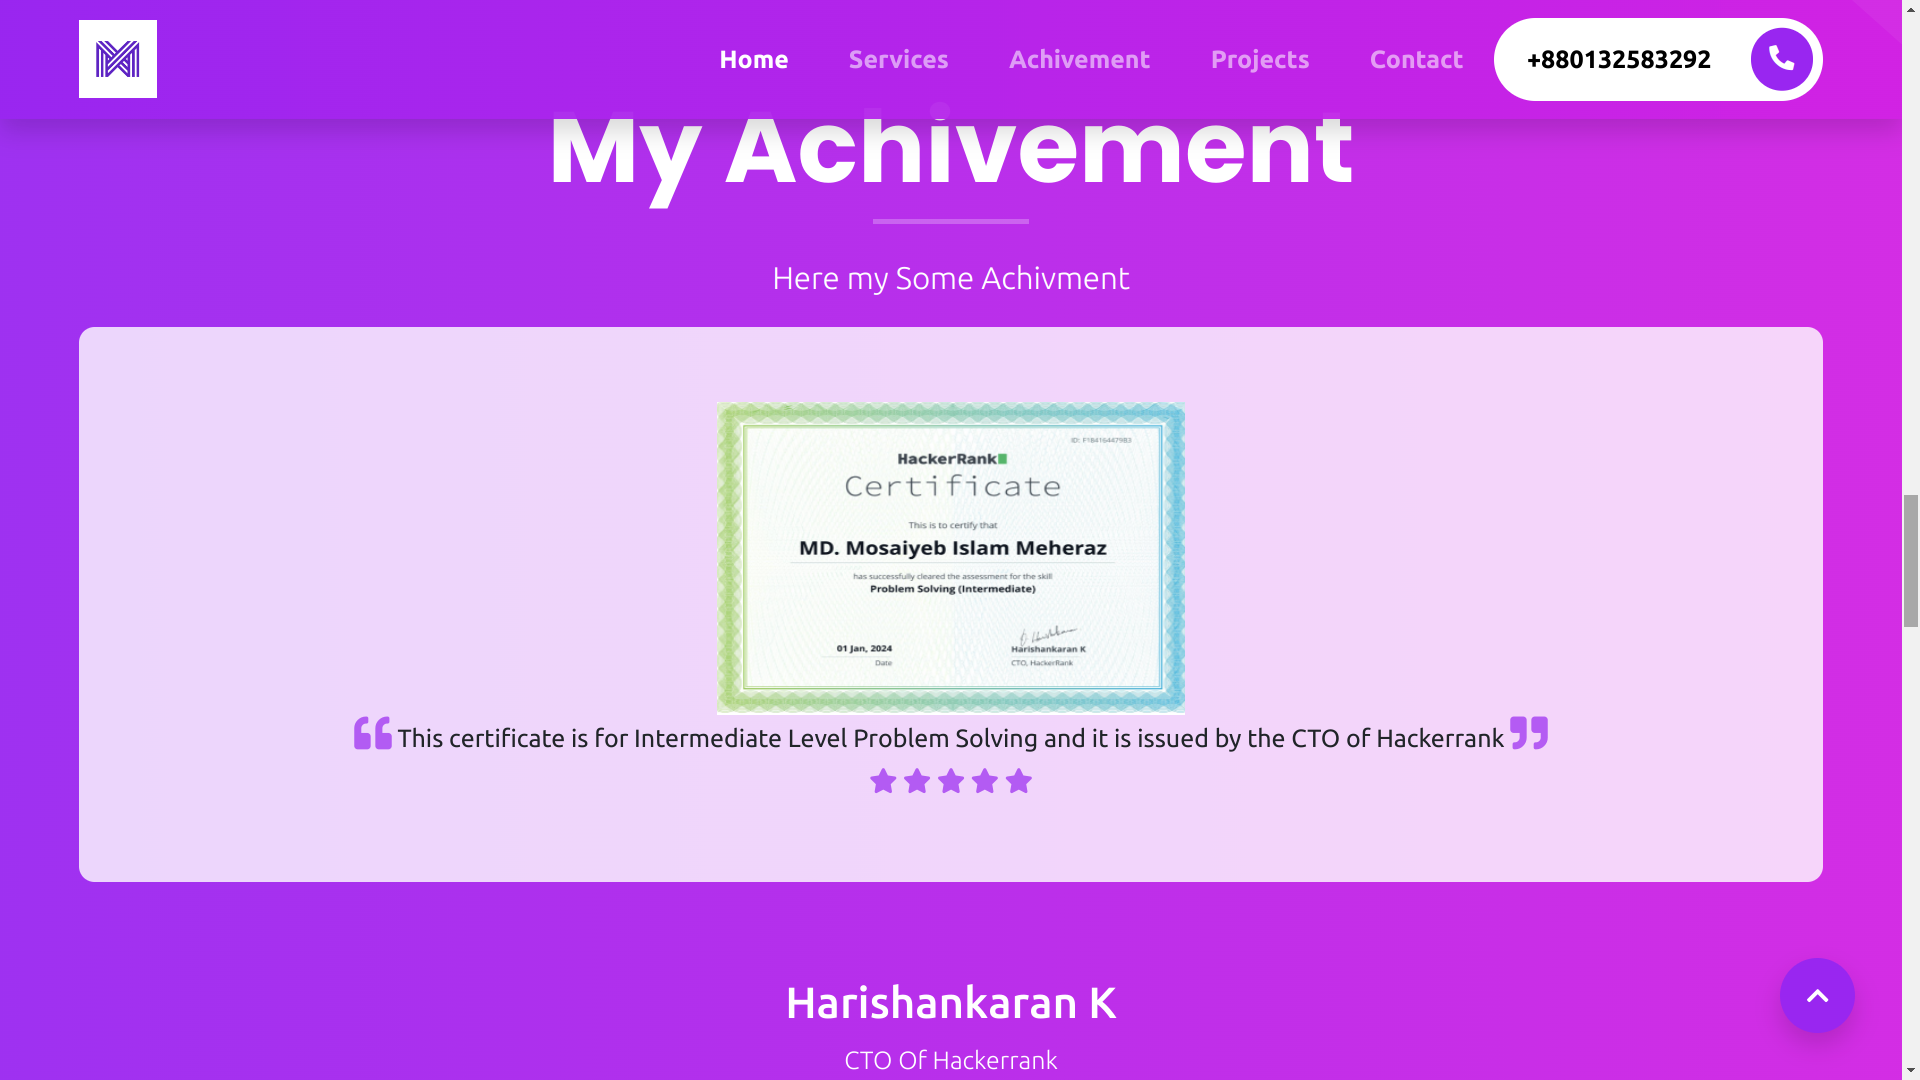 Home
Services
Achivement
Projects
Contact
+880132583292
My Achivement
Here my Some Achivment
ID: F184164479B3
HackerRank
Certificate
This is to certify that
MD. Mosaiyeb Islam Meheraz
has successfully cleared the assessment for the skill
Problem Solving (Intermediate)
01 Jan, 2024
Date
Harishankaran K
CTO, HackerRank
This certificate is for Intermediate Level Problem Solving and it is issued by the CTO of Hackerrank
Harishankaran K
CTO Of Hackerrank